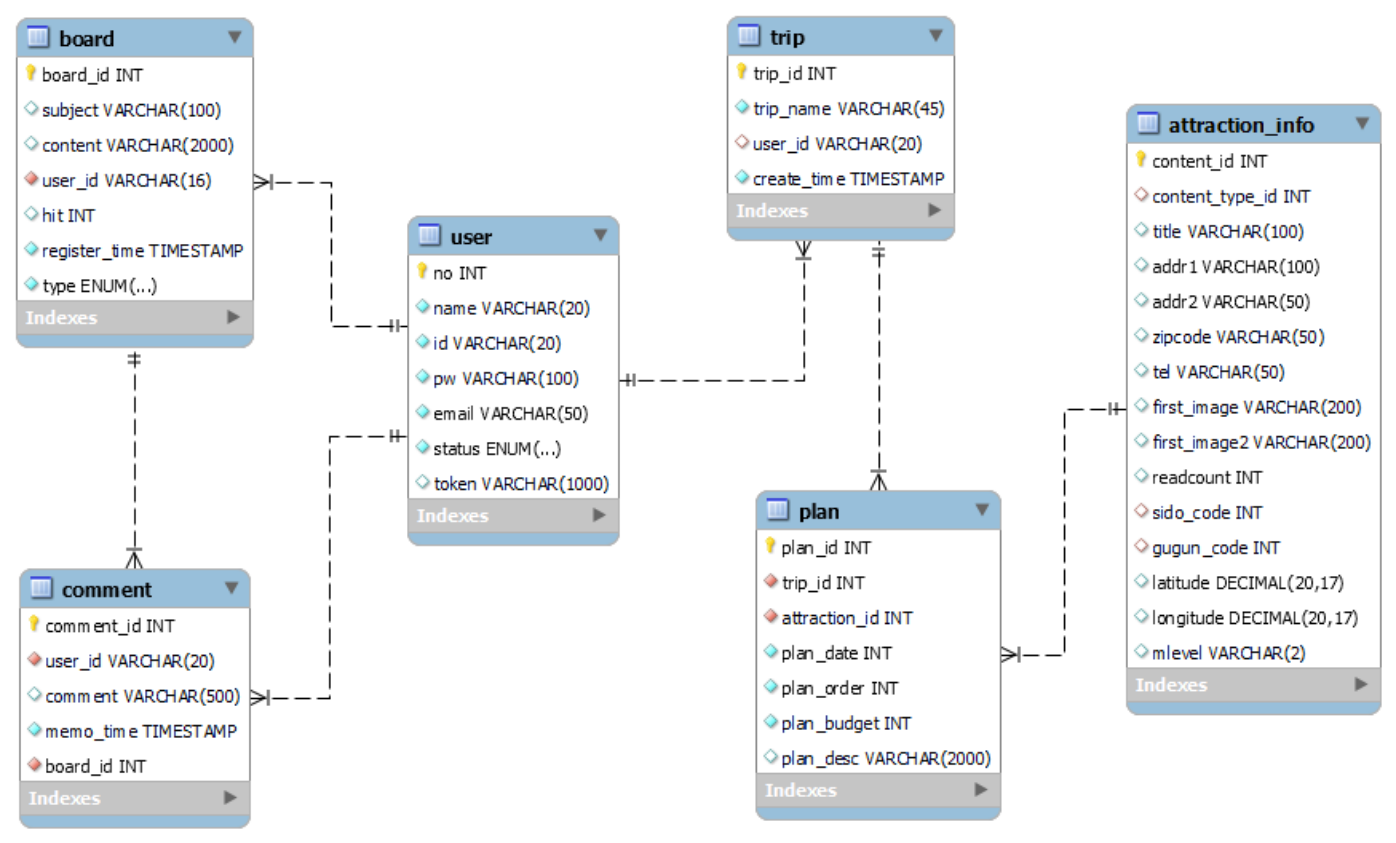 board
board_id INT
subject VARCHAR(100)
content VARCHAR(2000)
user_id VARCHAR(16)
hit INT
register_time TIMESTAMP
type ENUM(...)
Indexes
comment
comment_id INT
user_id VARCHAR(20)
comment VARCHAR(500)
memo_time TIMESTAMP
board_id INT
Indexes
user
no INT
name VARCHAR(20)
id VARCHAR(20)
pw VARCHAR(100)
email VARCHAR(50)
status ENUM(...)
token VARCHAR(1000)
Indexes
trip
trip_id INT
trip_name VARCHAR(45)
user_id VARCHAR(20)
create_time TIMESTAMP
Indexes
plan
plan_id INT
trip_id INT
attraction_id INT
plan_date INT
plan_order INT
plan_budget INT
plan_desc VARCHAR(2000)
Indexes
attraction_info
content_id INT
content_type_id INT
title VARCHAR(100)
addr1 VARCHAR(100)
addr2 VARCHAR(50)
zipcode VARCHAR(50)
tel VARCHAR(50)
first_image VARCHAR(200)
first_image2 VARCHAR(200)
readcount INT
sido_code INT
gugun_code INT
latitude DECIMAL(20,17)
longitude DECIMAL(20,17)
mlevel VARCHAR(2)
Indexes